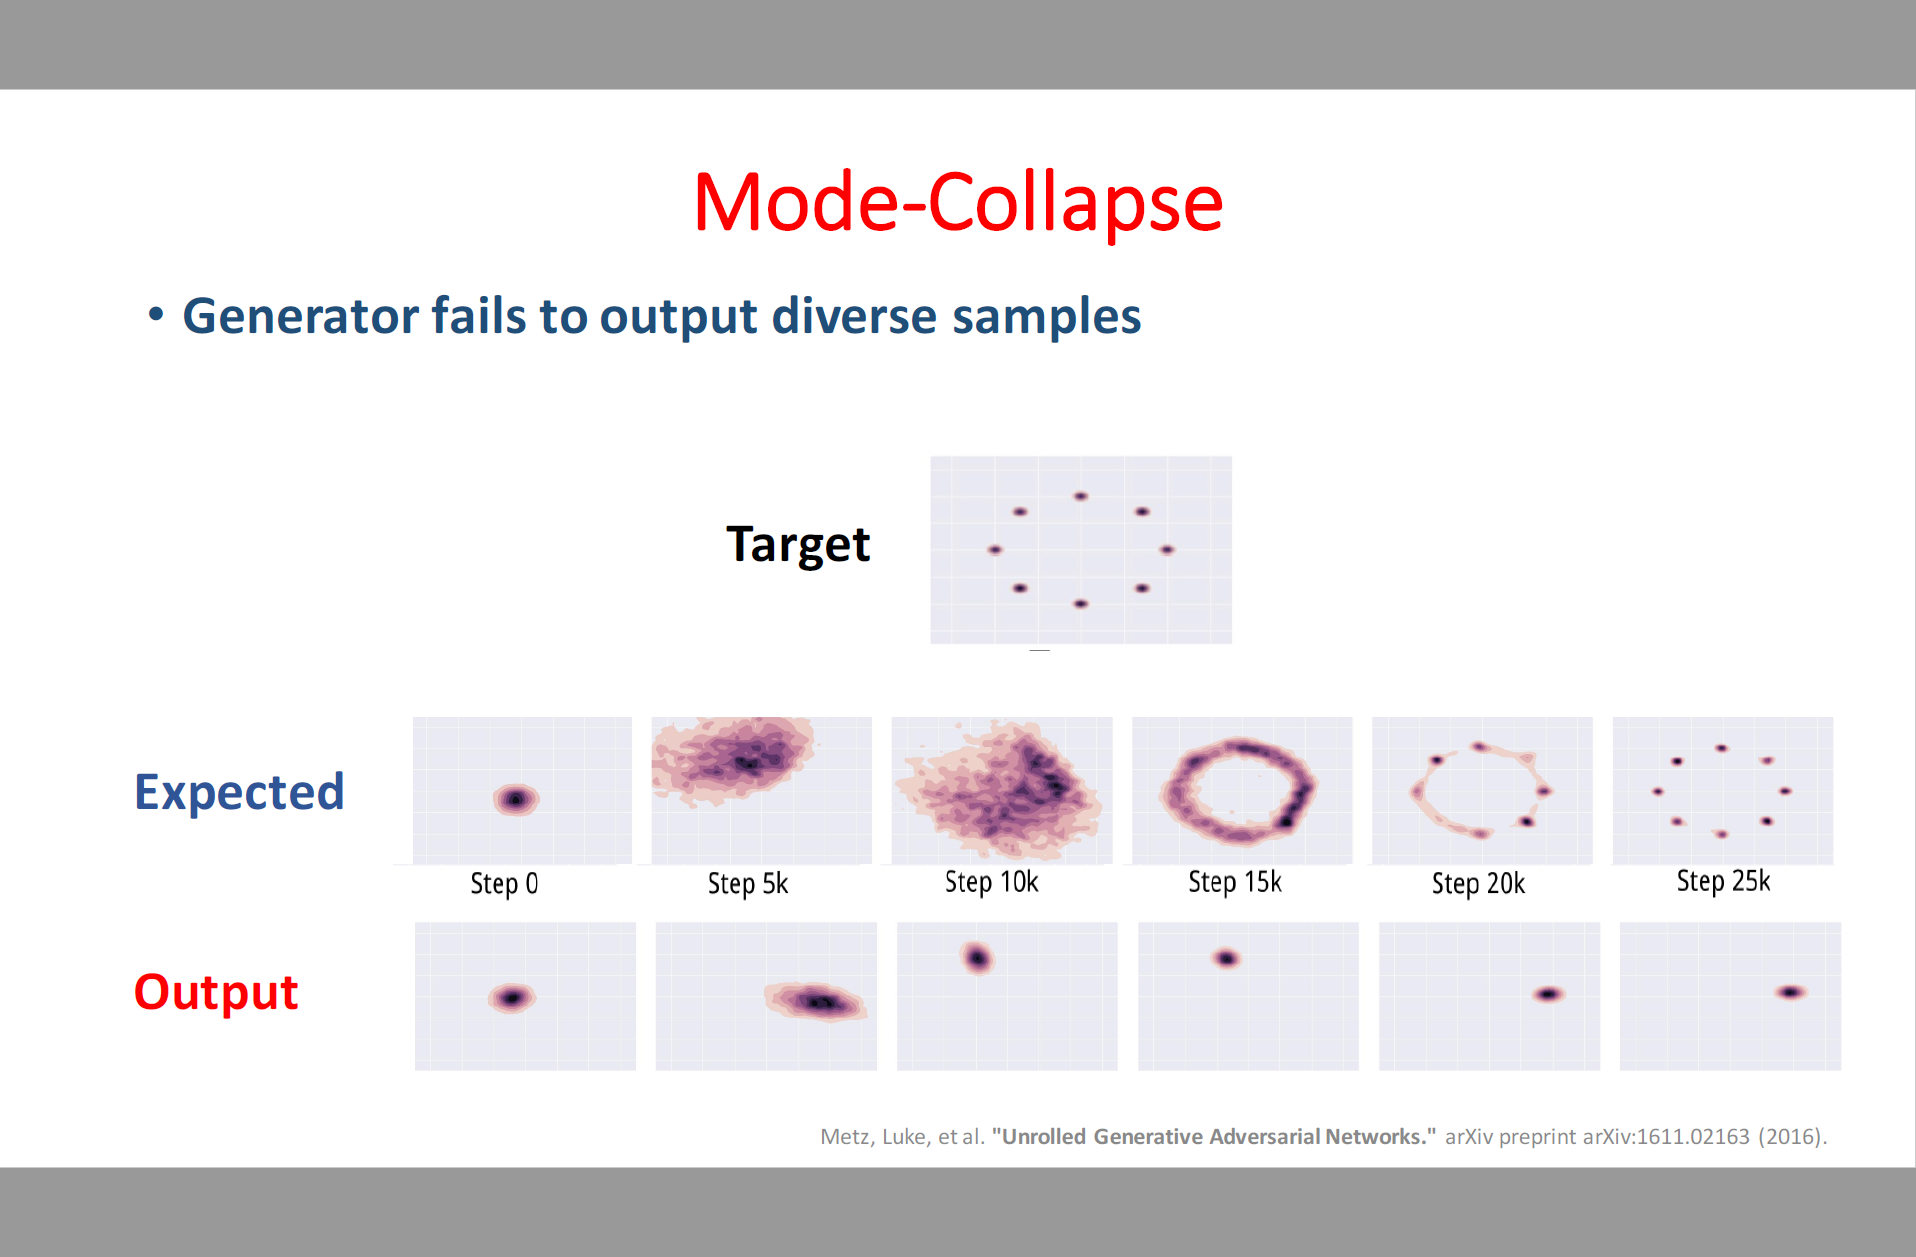 Mode-Collapse
• Generator fails to output diverse samples
Target
Expected
Step 0
Step 5k
Step 10k
Step 15k
Step 20k
Step 25k
Output
Metz, Luke, et al. "Unrolled Generative Adversarial Networks." arXiv preprint arXiv:1611.02163 (2016).